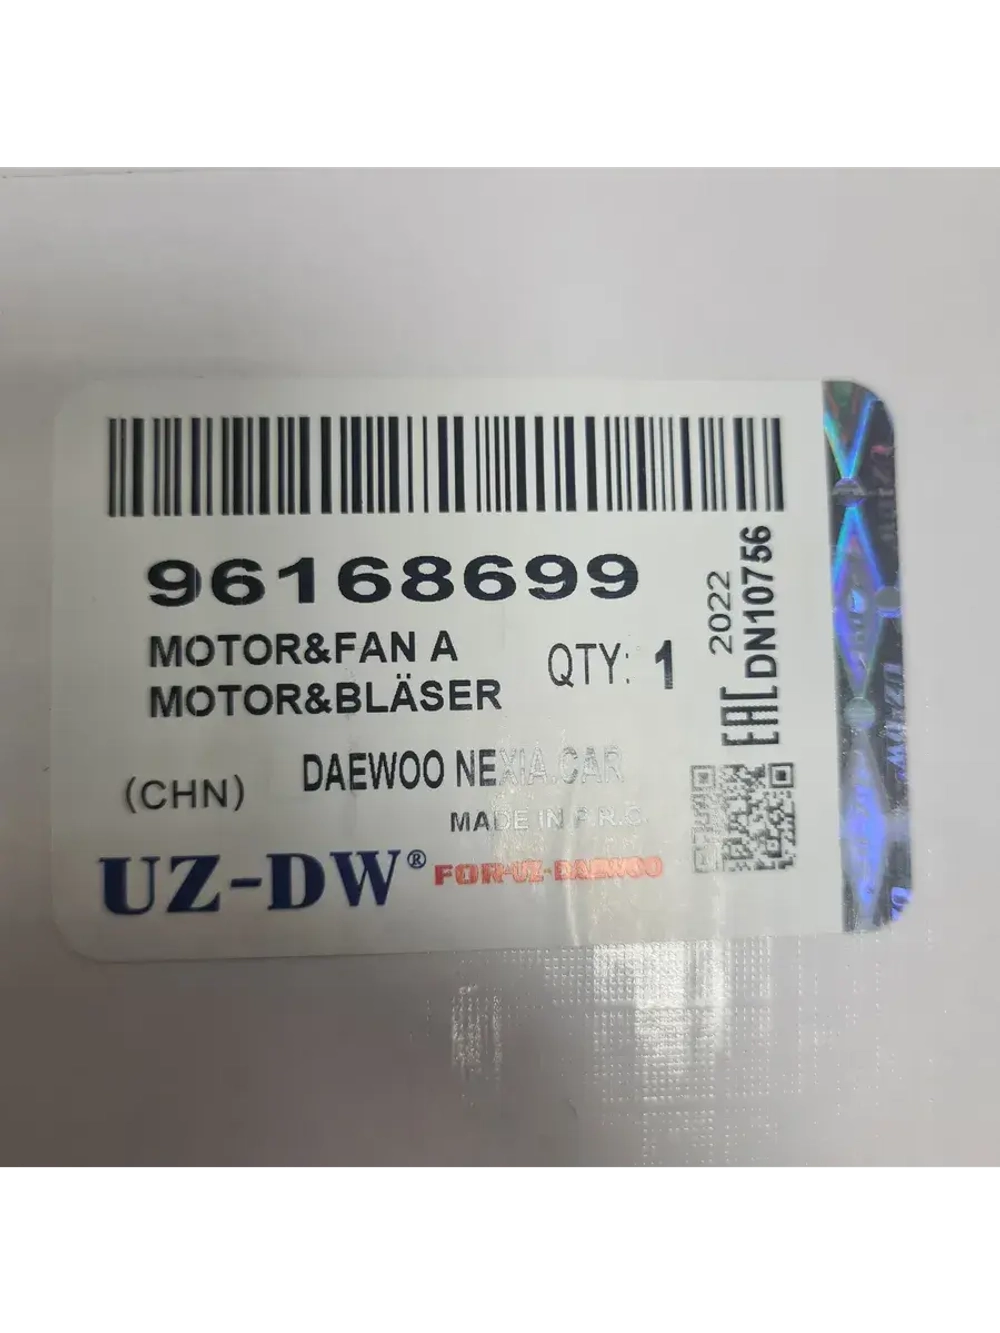 96168699
MOTOR&FAN A
MOTOR&BLÄSER
QTY: 1
2022
EAC DN10756
DAEWOO NEXIA.CAR
(CHN)
MADE IN P.R.C.
UZ-DW® FOR-UZ-DAEWOO